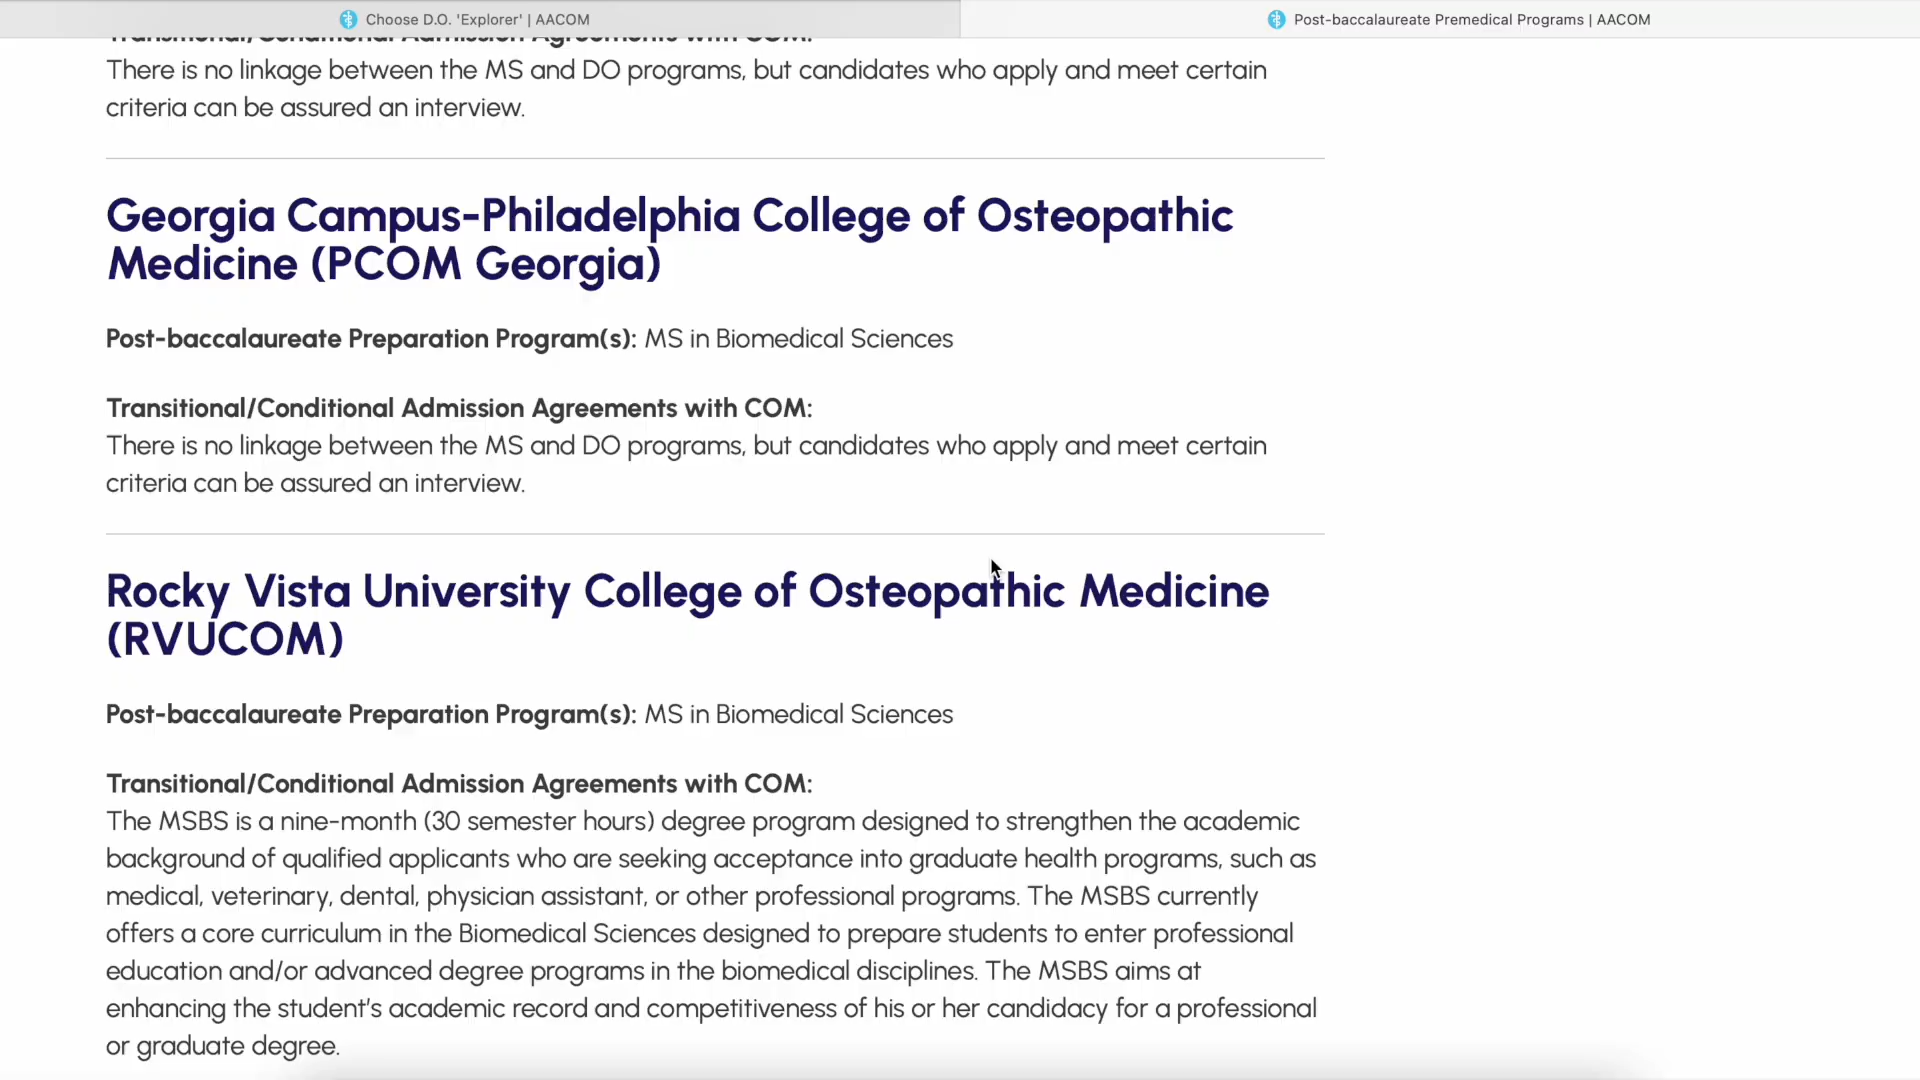 Choose D.O. 'Explorer' | AACOM
Post-baccalaureate Premedical Programs | AACOM
Transitional/Conditional Admission Agreements with COM:
There is no linkage between the MS and DO programs, but candidates who apply and meet certain
criteria can be assured an interview.
Georgia Campus-Philadelphia College of Osteopathic
Medicine (PCOM Georgia)
Post-baccalaureate Preparation Program(s): MS in Biomedical Sciences
Transitional/Conditional Admission Agreements with COM:
There is no linkage between the MS and DO programs, but candidates who apply and meet certain
criteria can be assured an interview.
Rocky Vista University College of Osteopathic Medicine
(RVUCOM)
Post-baccalaureate Preparation Program(s): MS in Biomedical Sciences
Transitional/Conditional Admission Agreements with COM:
The MSBS is a nine-month (30 semester hours) degree program designed to strengthen the academic
background of qualified applicants who are seeking acceptance into graduate health programs, such as
medical, veterinary, dental, physician assistant, or other professional programs. The MSBS currently
offers a core curriculum in the Biomedical Sciences designed to prepare students to enter professional
education and/or advanced degree programs in the biomedical disciplines. The MSBS aims at
enhancing the student's academic record and competitiveness of his or her candidacy for a professional
or graduate degree.